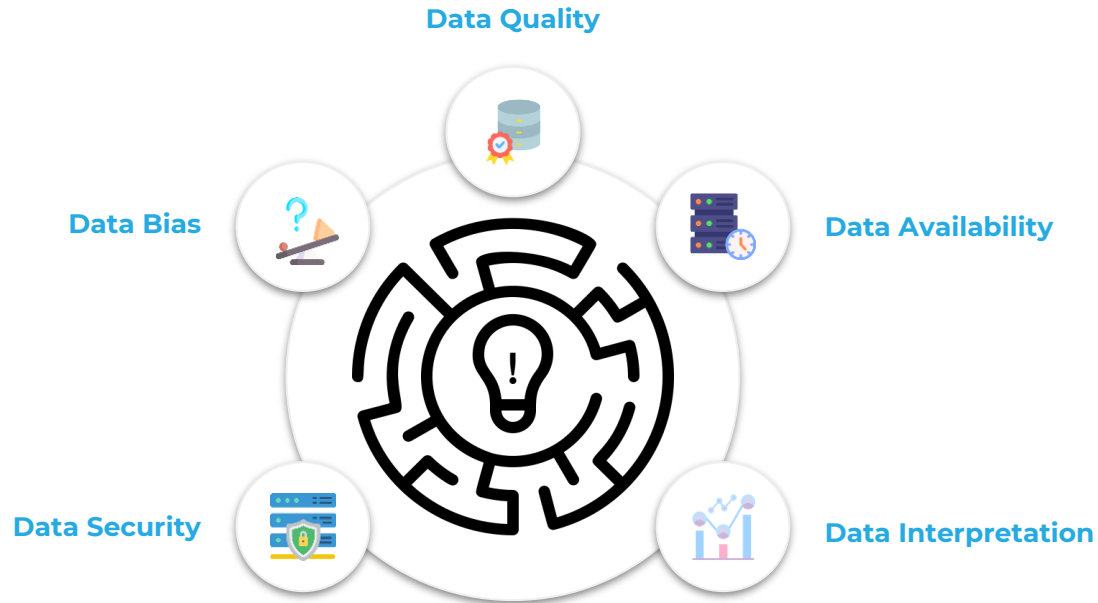 Data Quality
Data Bias
Data Availability
!
Data Security
Data Interpretation